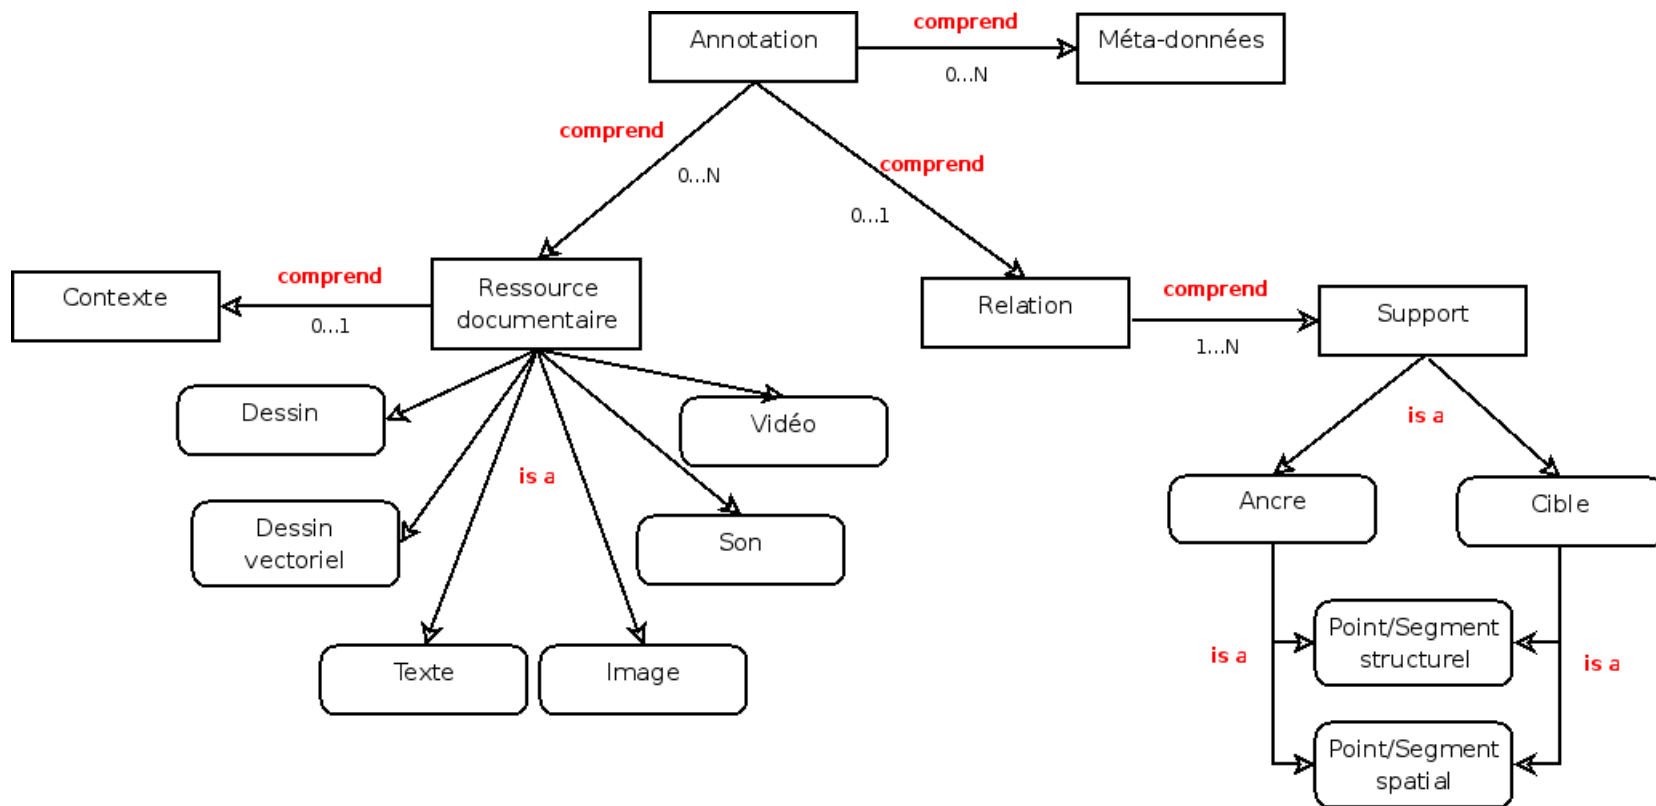 Annotation
comprend
0...N
Méta-données
comprend
0...N
comprend
0...1
Contexte
comprend
0...1
Ressource
documentaire
Relation
comprend
1...N
Support
Dessin
Vidéo
is a
Dessin
vectoriel
is a
Son
Ancre
Cible
Texte
Image
Point/Segment
structurel
is a
is a
Point/Segment
spatial